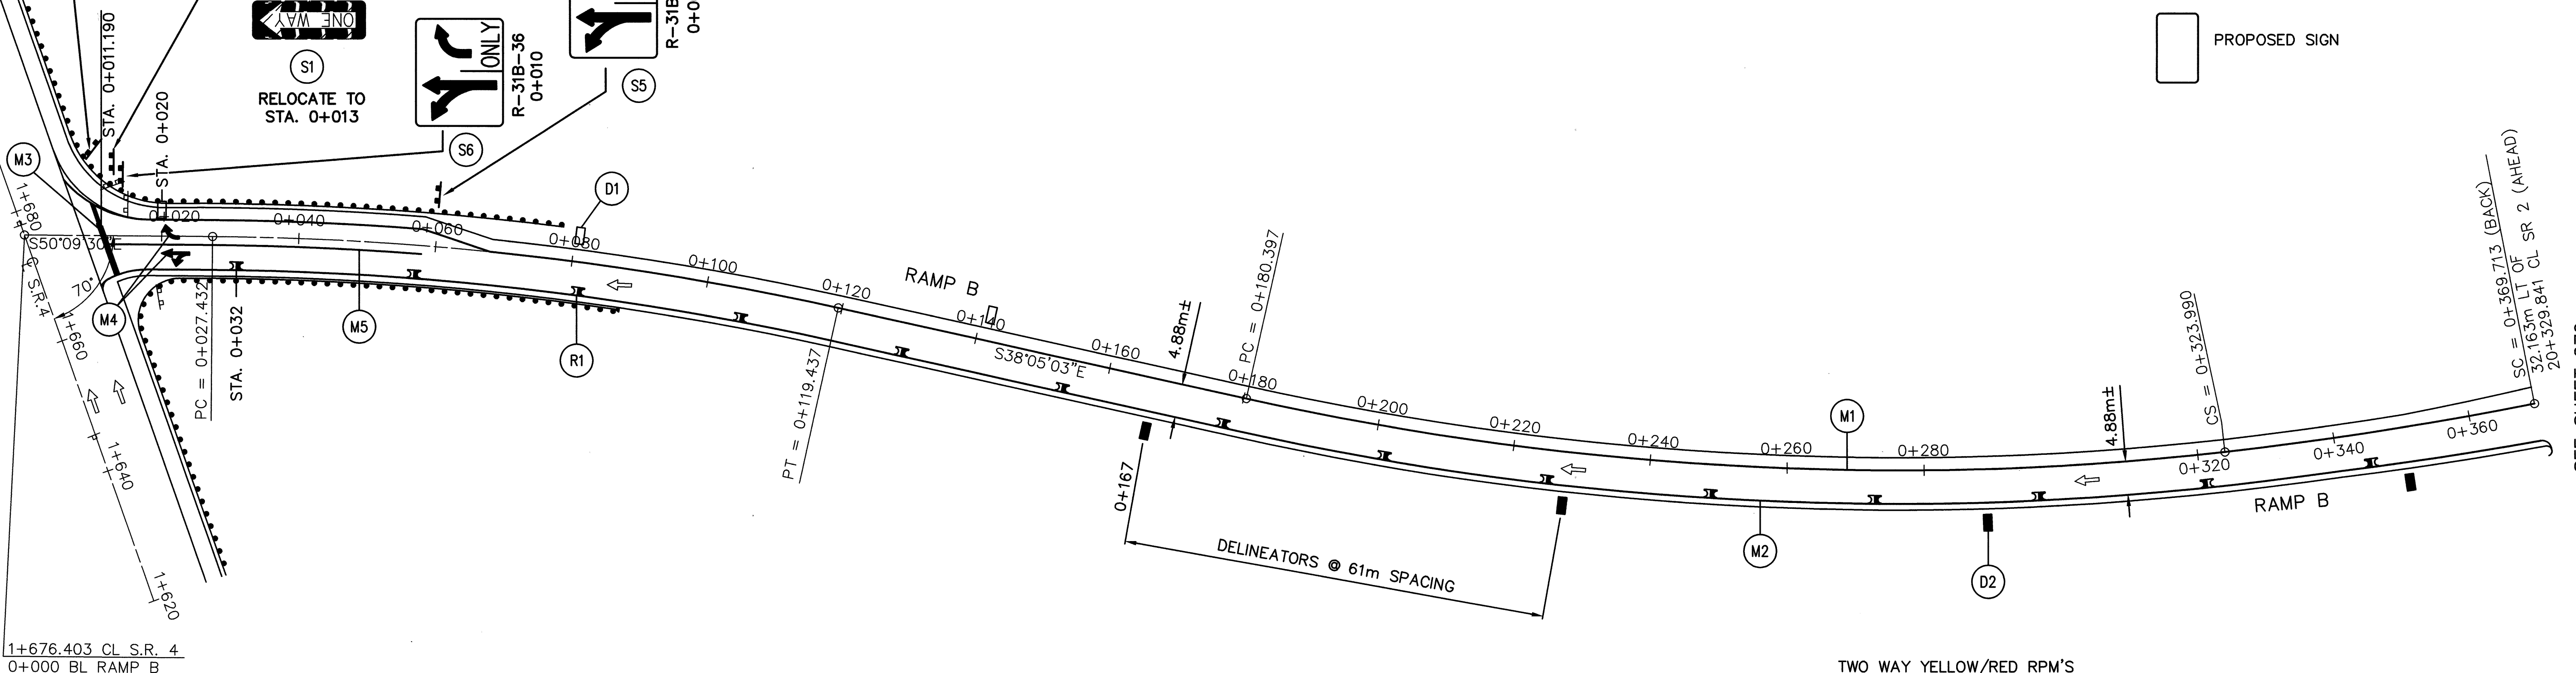 ONE WAY
S1
RELOCATE TO
STA. 0+013
ONLY
R-31B-36
0+010
S6
S5
PROPOSED SIGN
STA. 0+011.190
STA. 0+020
M3
1+680
S50°09'30"E
0+020
0+040
0+060
0+080
D1
0+100
RAMP B
0+120
0+140
S38°05'03"E
0+160
4.88m±
PC = 0+180.397
0+180
0+200
0+220
0+240
0+260
M1
0+280
4.88m±
CS = 0+323.990
0+320
0+340
0+360
SC = 0+369.713 (BACK)
32.163m LT OF
20+329.841 CL SR 2 (AHEAD)
RAMP B
CL S.R.4
70°
M4
PC = 0+027.432
STA. 0+032
M5
R1
PT = 0+119.437
0+167
DELINEATORS @ 61m SPACING
M2
D2
1+660
1+640
1+620
1+676.403 CL S.R. 4
0+000 BL RAMP B
TWO WAY YELLOW/RED RPM'S